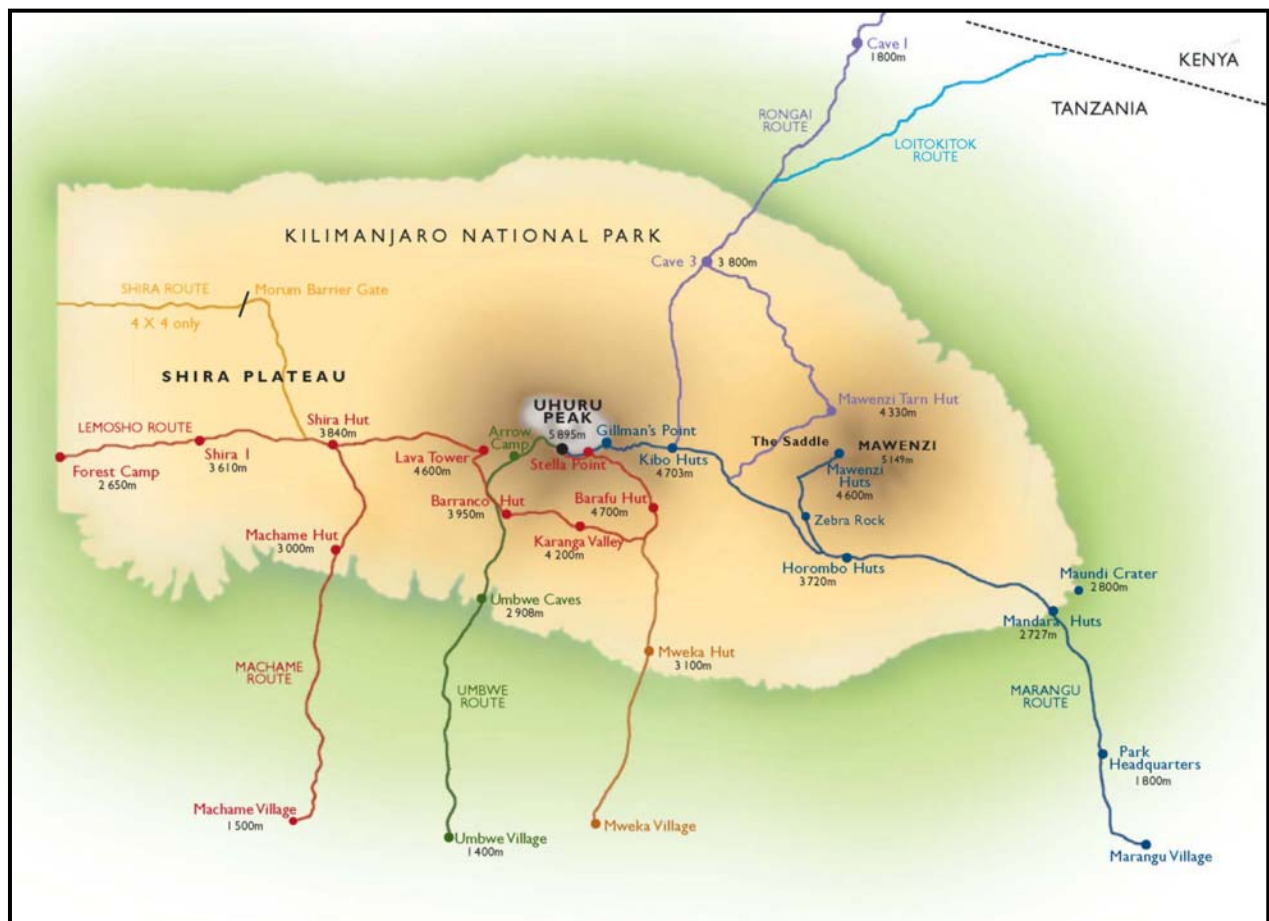 Cave 1
1 800m
KENYA
TANZANIA
RONGAI
ROUTE
LOITOKITOK
ROUTE
KILIMANJARO NATIONAL PARK
Cave 3
3 800m
SHIRA ROUTE
Morum Barrier Gate
4 X 4 only
SHIRA PLATEAU
LEMOSHO ROUTE
Forest Camp
2 650m
Shira 1
3 610m
Shira Hut
3 840m
Lava Tower
4 600m
Arrow
Camp
UHURU
PEAK
5 895m
Stella Point
Gillman's Point
Kibo Huts
4 703m
Mawenzi Tarn Hut
4 330m
The Saddle
MAWENZI
5 149m
Mawenzi
Huts
4 600m
Zebra Rock
Barranco Hut
3 950m
Barafu Hut
4 700m
Karanga Valley
4 200m
Machame Hut
3 000m
Horombo Huts
3 720m
Maundi Crater
2 800m
Mandara Huts
2 727m
Umbwe Caves
2 908m
Mweka Hut
3 100m
MACHAME
ROUTE
UMBWE
ROUTE
MARANGU
ROUTE
Park
Headquarters
1 800m
Machame Village
1 500m
Umbwe Village
1 400m
Mweka Village
Marangu Village